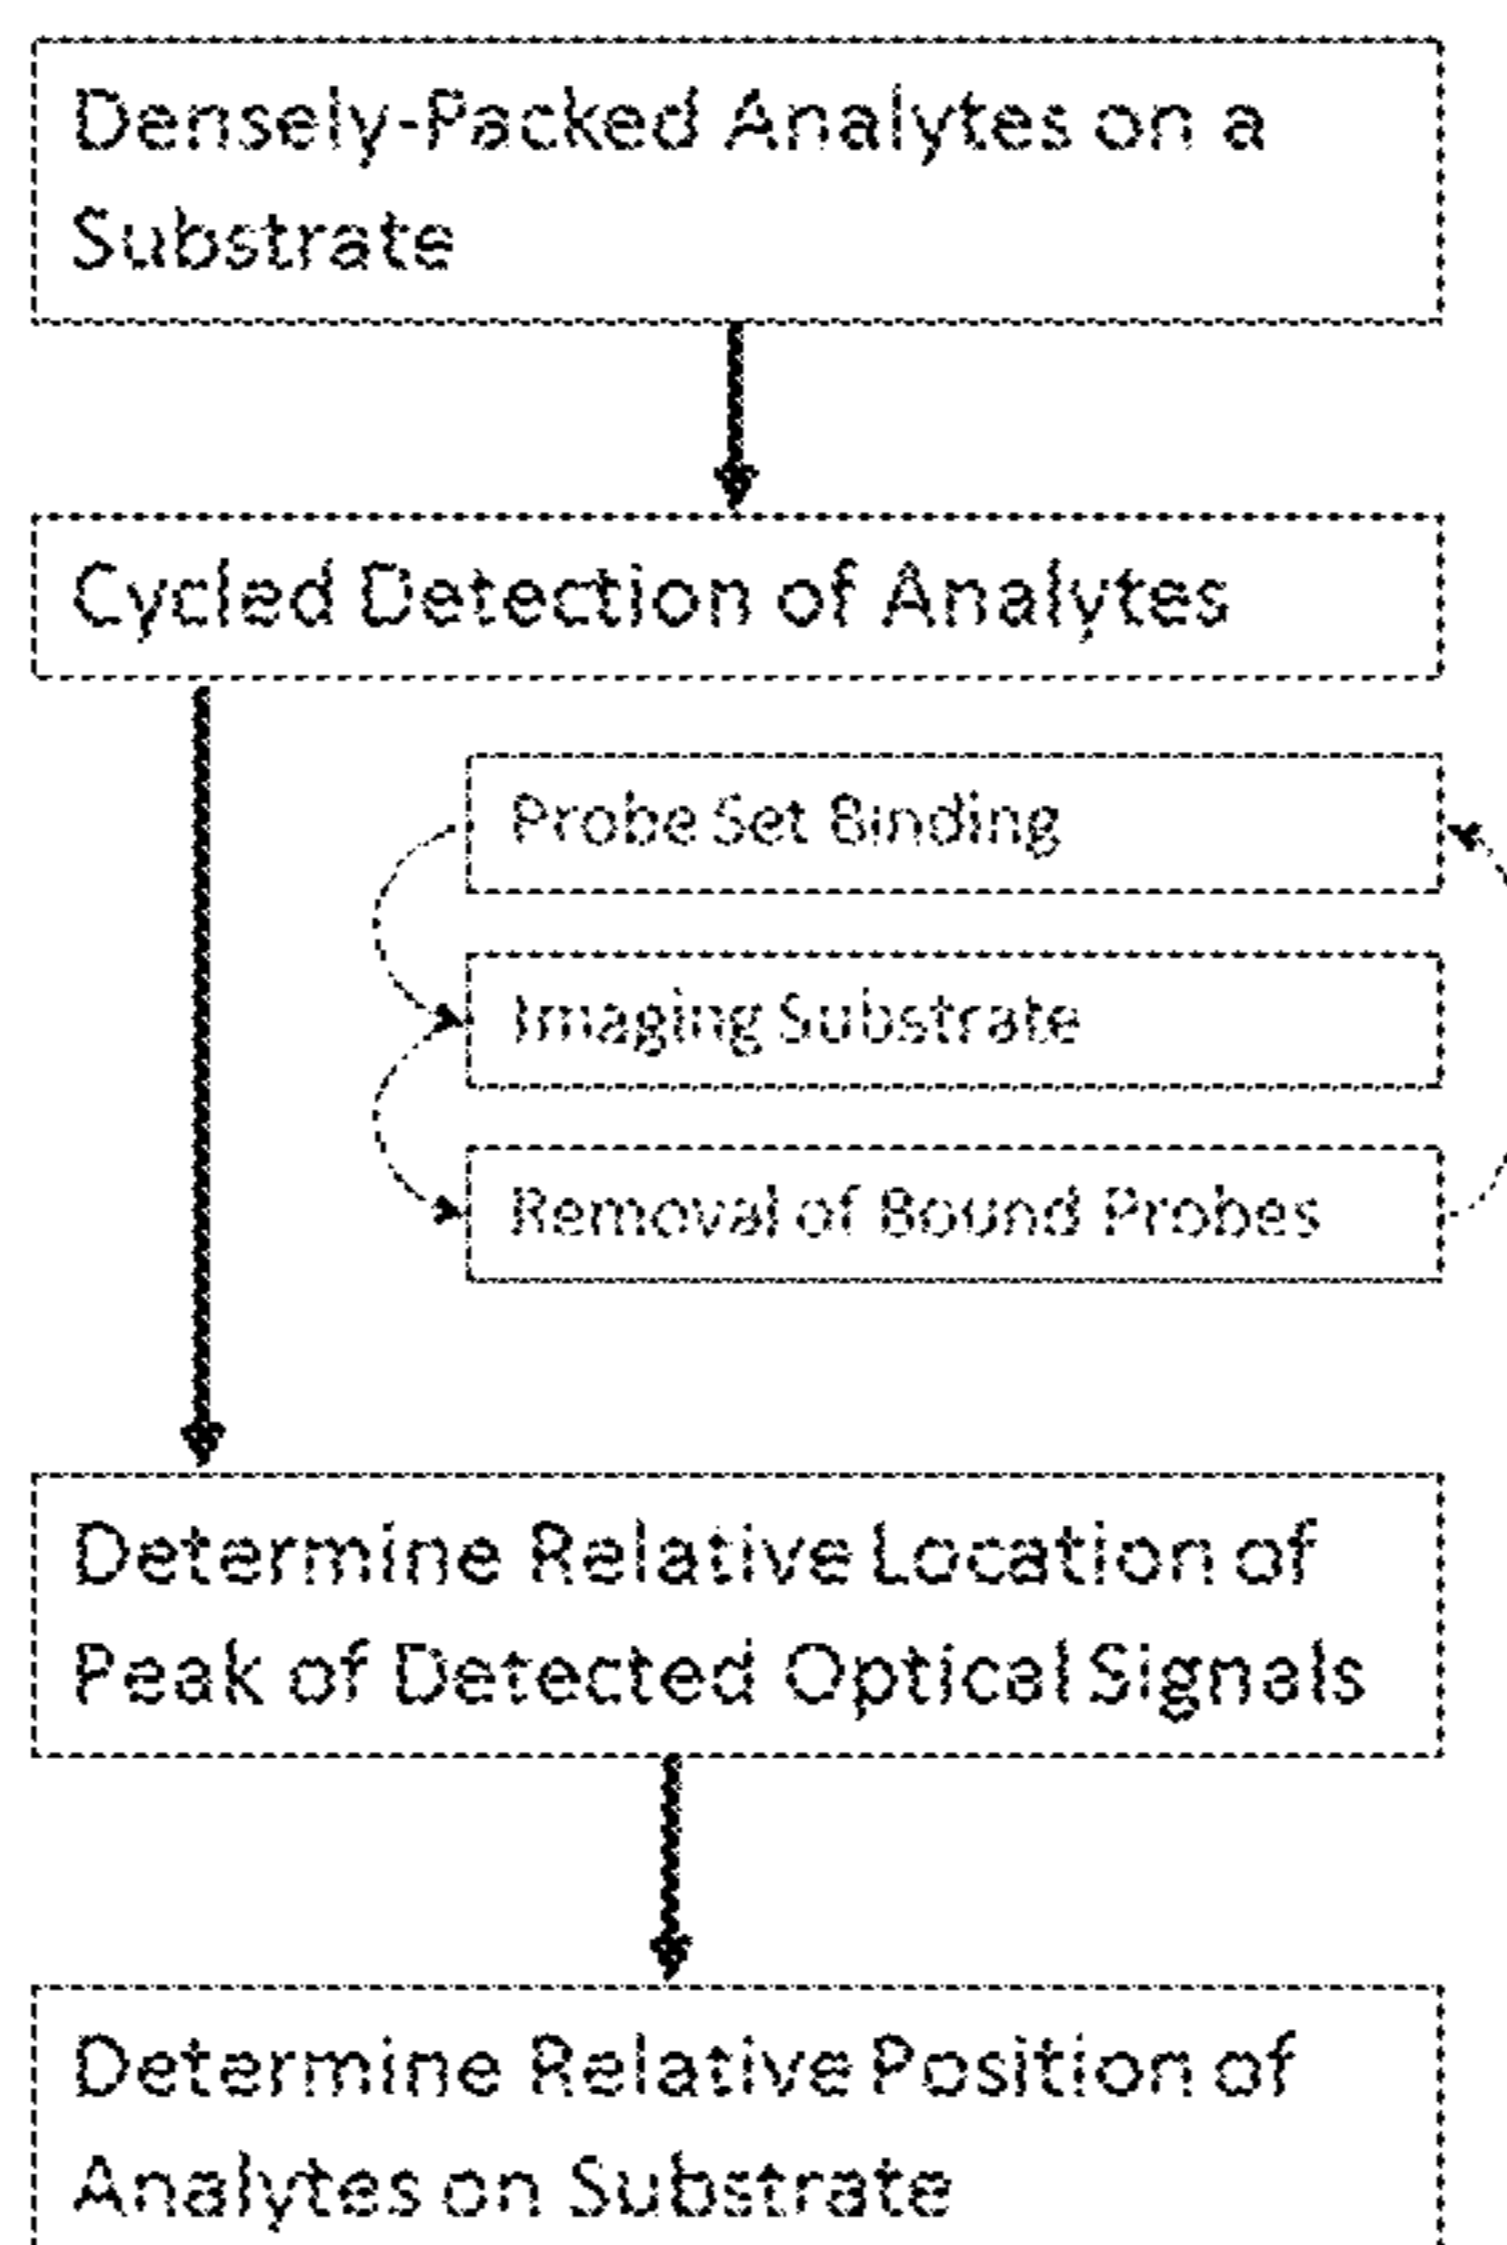 Densely-Packed Analytes on a
Substrate
Cycled Detection of Analytes
Probe Set Binding
Imaging Substrate
Removal of Bound Probes
Determine Relative Location of
Peak of Detected Optical Signals
Determine Relative Position of
Analytes on Substrate